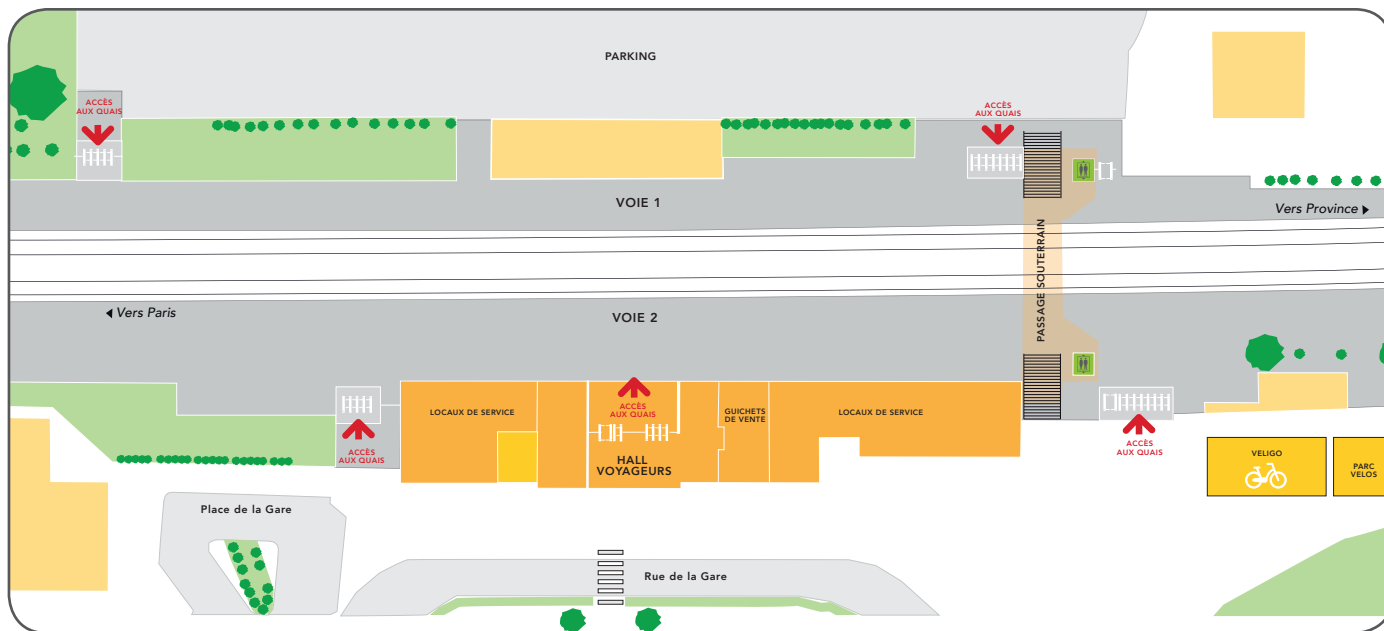 PARKING
ACCÈS
AUX QUAIS
ACCÈS
AUX QUAIS
VOIE 1
Vers Province
PASSAGE SOUTERRAIN
Vers Paris
VOIE 2
LOCAUX DE SERVICE
ACCÈS
AUX QUAIS
GUICHETS
DE VENTE
LOCAUX DE SERVICE
ACCÈS
AUX QUAIS
HALL
VOYAGEURS
ACCÈS
AUX QUAIS
VELIGO
PARC
VELOS
Place de la Gare
Rue de la Gare